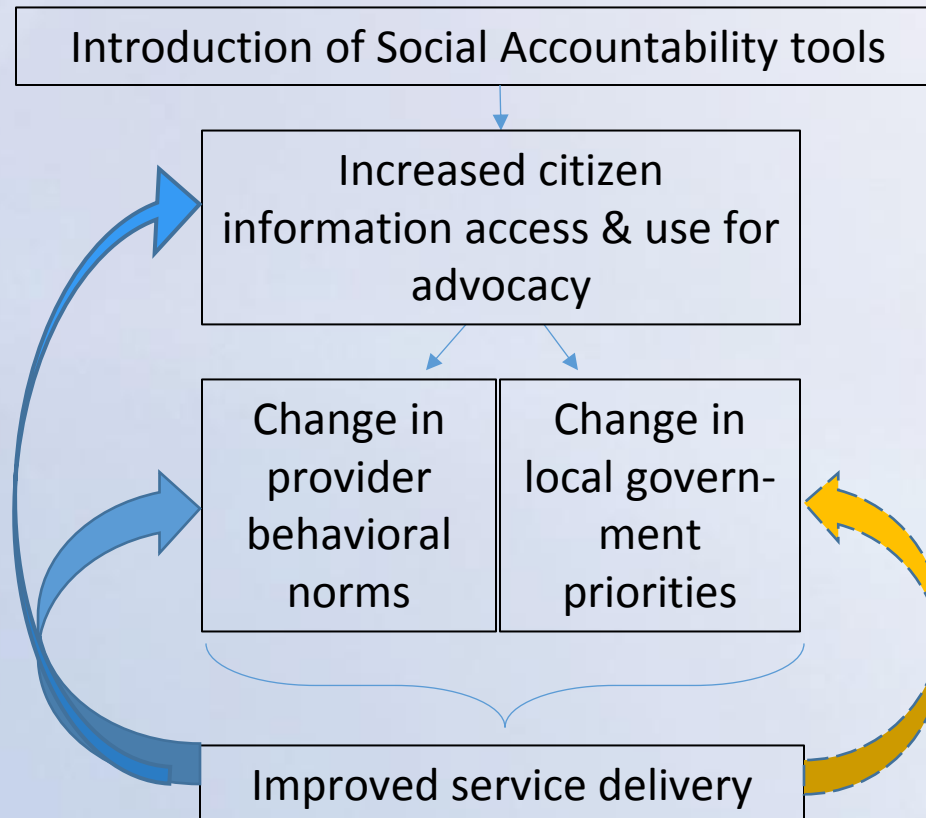 Introduction of Social Accountability tools
Increased citizen
information access & use for
advocacy
Change in
provider
behavioral
norms
Change in
local govern-
ment
priorities
Improved service delivery